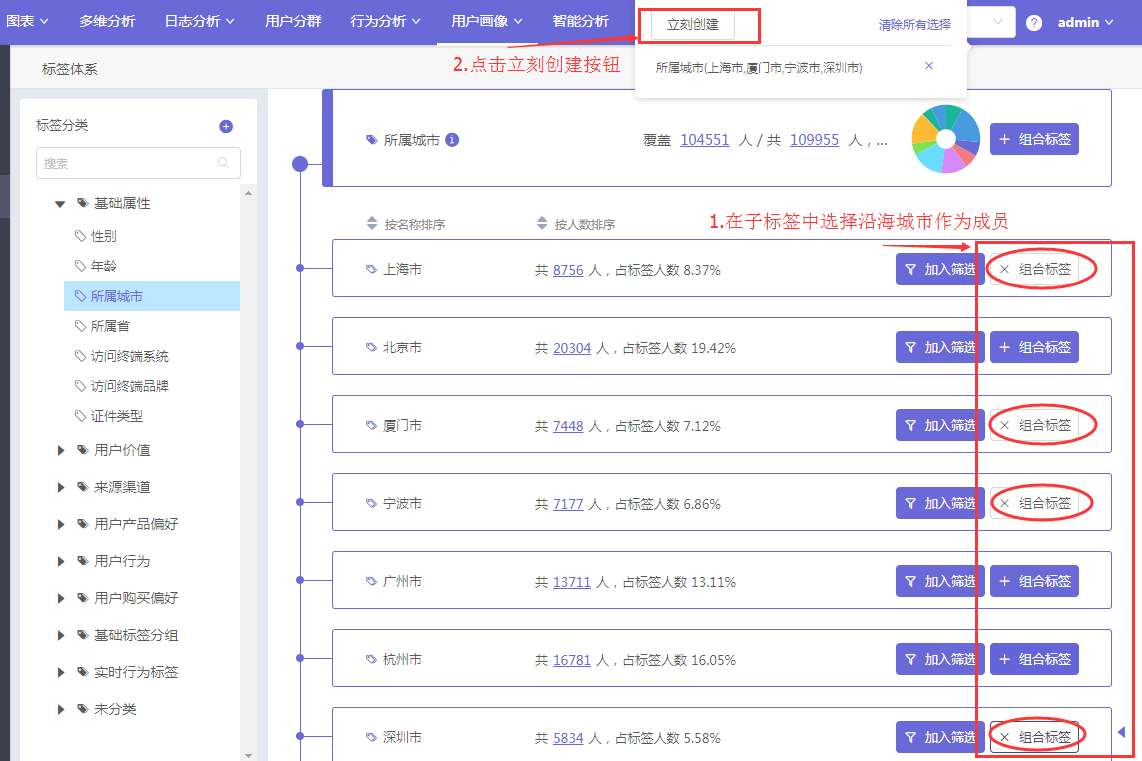 图表 多维分析 日志分析 用户分群 行为分析 用户画像 智能分析
立刻创建 清除所有选择
? admin
2.点击立刻创建按钮
所属城市(上海市,厦门市,宁波市,深圳市) ×
标签体系
标签分类
搜索
基础属性
性别
年龄
所属城市
所属省
访问终端系统
访问终端品牌
证件类型
用户价值
来源渠道
用户产品偏好
用户行为
用户购买偏好
基础标签分组
实时行为标签
未分类
所属城市 1 覆盖 104551 人 / 共 109955 人，... + 组合标签
按名称排序 按人数排序
1.在子标签中选择沿海城市作为成员
上海市 共 8756 人，占标签人数 8.37% 加入筛选 × 组合标签
北京市 共 20304 人，占标签人数 19.42% 加入筛选 + 组合标签
厦门市 共 7448 人，占标签人数 7.12% 加入筛选 × 组合标签
宁波市 共 7177 人，占标签人数 6.86% 加入筛选 × 组合标签
广州市 共 13711 人，占标签人数 13.11% 加入筛选 + 组合标签
杭州市 共 16781 人，占标签人数 16.05% 加入筛选 + 组合标签
深圳市 共 5834 人，占标签人数 5.58% 加入筛选 × 组合标签